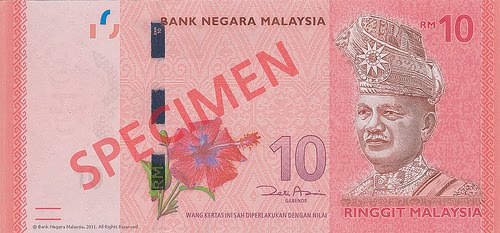 BANK NEGARA MALAYSIA
RM10
SPECIMEN
RM
10
GABENOR
WANG KERTAS INI SAH DIPERLAKUKAN DENGAN NILAI
RINGGIT MALAYSIA
© Bank Negara Malaysia, 2011. All Rights Reserved.